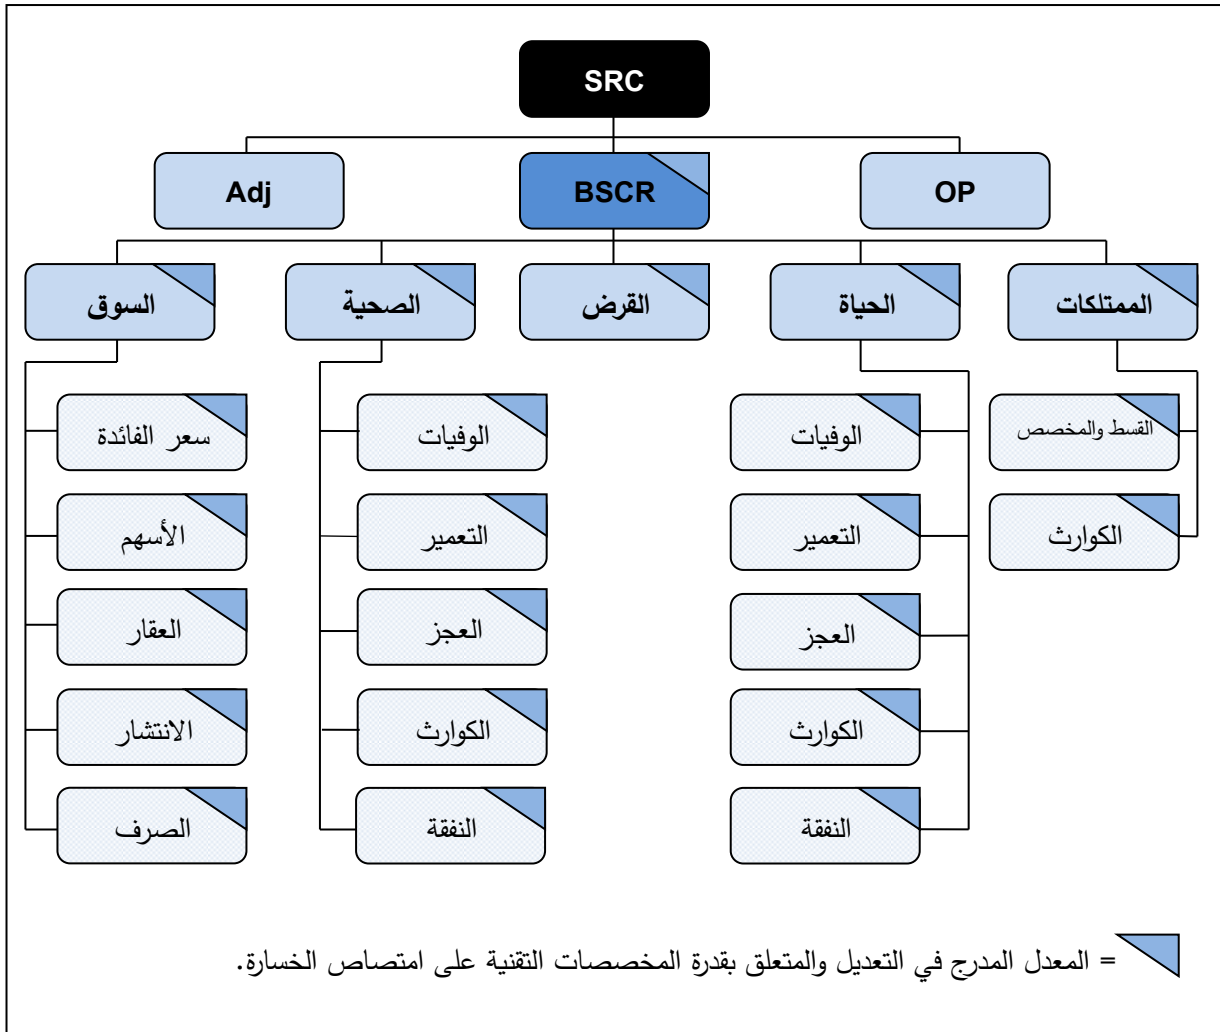 SRC
Adj
BSCR
OP
السوق
الصحية
القرض
الحياة
الممتلكات
سعر الفائدة
الوفيات
الوفيات
القسط والمخصص
الأسهم
التعمير
التعمير
الكوارث
العقار
العجز
العجز
الانتشار
الكوارث
الكوارث
الصرف
النفقة
النفقة
= المعدل المدرج في التعديل والمتعلق بقدرة المخصصات التقنية على امتصاص الخسارة.